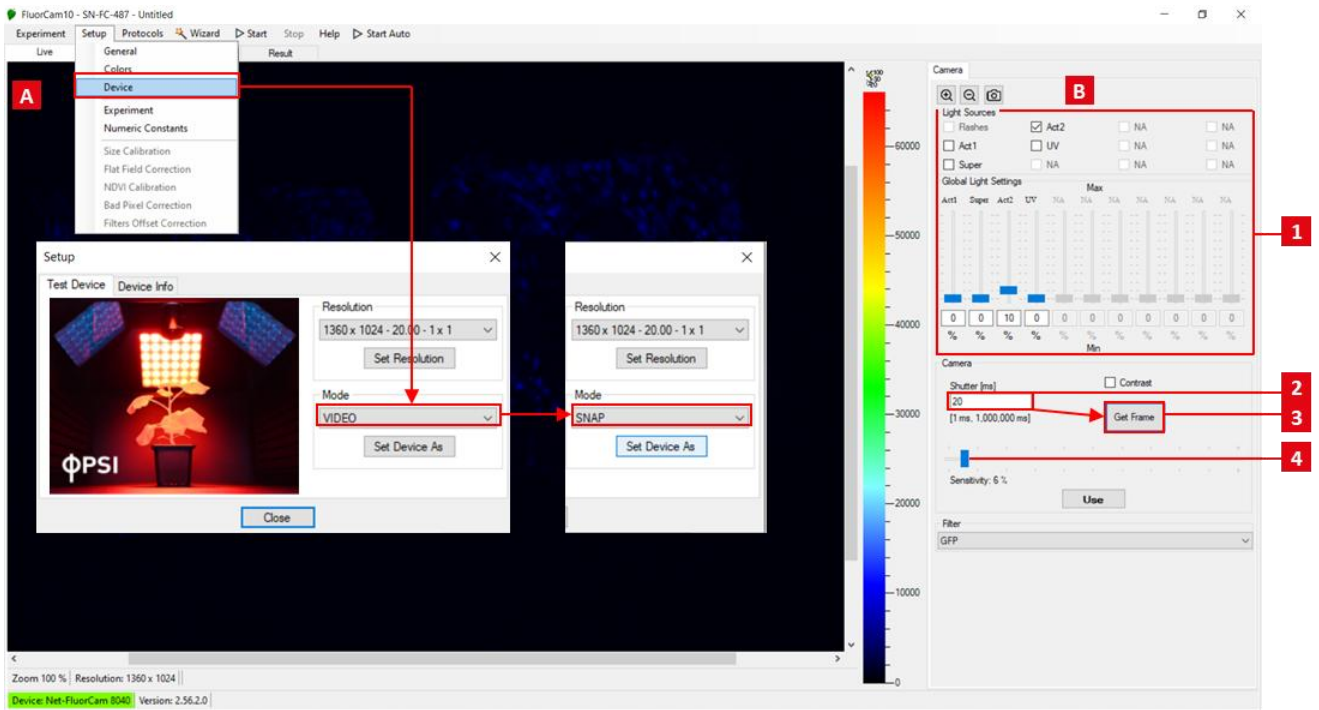 FluorCam10 - SN-FC-487 - Untitled
Experiment Setup Protocols Wizard Start Stop Help Start Auto
Live Result
General
Colors
Device
Experiment
Numeric Constants
Size Calibration
Flat Field Correction
NDVI Calibration
Bad Pixel Correction
Filters Offset Correction
A
Setup
Test Device Device Info
ϕPSI
Resolution
1360 x 1024 - 20.00 - 1 x 1
Set Resolution
Mode
VIDEO
Set Device As
Close
Resolution
1360 x 1024 - 20.00 - 1 x 1
Set Resolution
Mode
SNAP
Set Device As
60000
50000
40000
30000
20000
10000
0
Camera
B
Light Sources
Flashes Act2 NA NA
Act1 UV NA NA
Super NA NA NA
Global Light Settings
Max
Act1 Super Act2 UV NA NA NA NA NA NA
0 0 10 0 0 0 0 0 0 0
% % % % % % % % % %
Min
1
Camera
Shutter [ms] Contrast
20
2
[1 ms, 1,000,000 ms] Get Frame
3
4
Sensitivity: 6 %
Use
Filter
GFP
Zoom 100 % Resolution: 1360 x 1024
Device: Net-FluorCam 8040 Version: 2.56.2.0